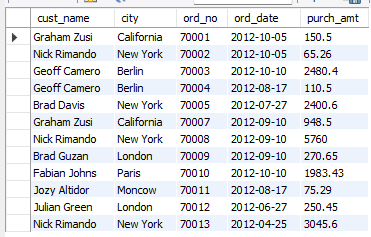 cust_name city ord_no ord_date purch_amt
Graham Zusi California 70001 2012-10-05 150.5
Nick Rimando New York 70002 2012-10-05 65.26
Geoff Camero Berlin 70003 2012-10-10 2480.4
Geoff Camero Berlin 70004 2012-08-17 110.5
Brad Davis New York 70005 2012-07-27 2400.6
Graham Zusi California 70007 2012-09-10 948.5
Nick Rimando New York 70008 2012-09-10 5760
Brad Guzan London 70009 2012-09-10 270.65
Fabian Johns Paris 70010 2012-10-10 1983.43
Jozy Altidor Moncow 70011 2012-08-17 75.29
Julian Green London 70012 2012-06-27 250.45
Nick Rimando New York 70013 2012-04-25 3045.6